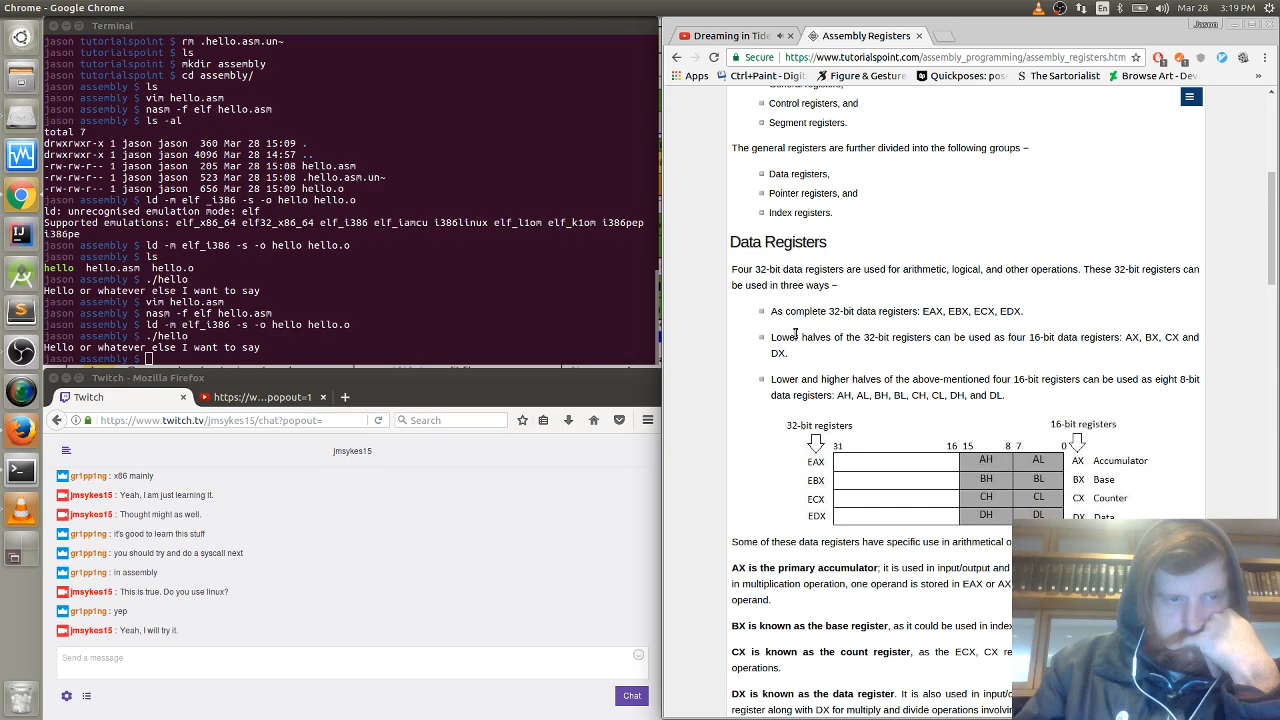 Chrome - Google Chrome
En
Mar 28
3:19 PM
Terminal
jason tutorialspoint $ rm .hello.asm.un~
jason tutorialspoint $ ls
jason tutorialspoint $ mkdir assembly
jason tutorialspoint $ cd assembly/
jason assembly $ ls
jason assembly $ vim hello.asm
jason assembly $ nasm -f elf hello.asm
jason assembly $ ls -al
total 7
drwxrwxr-x 1 jason jason 360 Mar 28 15:09 .
drwxrwxr-x 1 jason jason 4096 Mar 28 14:57 ..
-rw-rw-r-- 1 jason jason 205 Mar 28 15:09 hello.asm
-rw-rw-r-- 1 jason jason 523 Mar 28 15:09 .hello.asm.un~
-rw-rw-r-- 1 jason jason 656 Mar 28 15:09 hello.o
jason assembly $ ld -m elf _i386 -s -o hello hello.o
ld: unrecognised emulation mode: elf
Supported emulations: elf_x86_64 elf32_x86_64 elf_i386 elf_iamcu i386linux elf_l1om elf_k1om i386pep
i386pe
jason assembly $ ld -m elf_i386 -s -o hello hello.o
jason assembly $ ls
hello hello.asm hello.o
jason assembly $ ./hello
Hello or whatever else I want to say
jason assembly $ vim hello.asm
jason assembly $ nasm -f elf hello.asm
jason assembly $ ld -m elf_i386 -s -o hello hello.o
jason assembly $ ./hello
Hello or whatever else I want to say
jason assembly $
Twitch - Mozilla Firefox
Twitch
https://w...popout=1
https://www.twitch.tv/jmsykes15/chat?popout=
Search
jmsykes15
gr1pp1ng : x86 mainly
jmsykes15 : Yeah, I am just learning it.
jmsykes15 : Thought might as well.
gr1pp1ng : it's good to learn this stuff
gr1pp1ng : you should try and do a syscall next
gr1pp1ng : in assembly
jmsykes15 : This is true. Do you use linux?
gr1pp1ng : yep
jmsykes15 : Yeah, I will try it.
Send a message
Chat
Jason
Dreaming in Tide
Assembly Registers
Secure
https://www.tutorialspoint.com/assembly_programming/assembly_registers.htm
Apps
Ctrl+Paint - Digit
Figure & Gesture
Quickposes: pos
The Sartorialist
Browse Art - Dev
General registers,
Control registers, and
Segment registers.
The general registers are further divided into the following groups −
Data registers,
Pointer registers, and
Index registers.
Data Registers
Four 32-bit data registers are used for arithmetic, logical, and other operations. These 32-bit registers can
be used in three ways −
As complete 32-bit data registers: EAX, EBX, ECX, EDX.
Lower halves of the 32-bit registers can be used as four 16-bit data registers: AX, BX, CX and
DX.
Lower and higher halves of the above-mentioned four 16-bit registers can be used as eight 8-bit
data registers: AH, AL, BH, BL, CH, CL, DH, and DL.
32-bit registers
16-bit registers
31 16 15 8 7 0
EAX AH AL AX Accumulator
EBX BH BL BX Base
ECX CH CL CX Counter
EDX DH DL DX Data
Some of these data registers have specific use in arithmetical o
AX is the primary accumulator; it is used in input/output and
in multiplication operation, one operand is stored in EAX or AX
operand.
BX is known as the base register, as it could be used in index
CX is known as the count register, as the ECX, CX re
operations.
DX is known as the data register. It is also used in input/
register along with DX for multiply and divide operations involvin